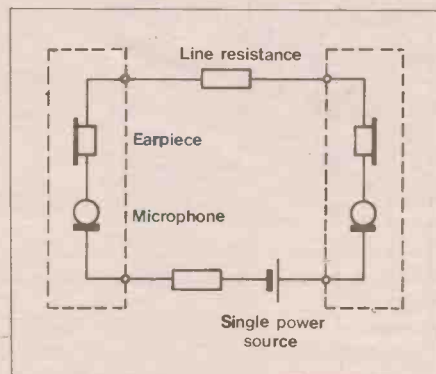 Line resistance
Earpiece
Microphone
Single power
source